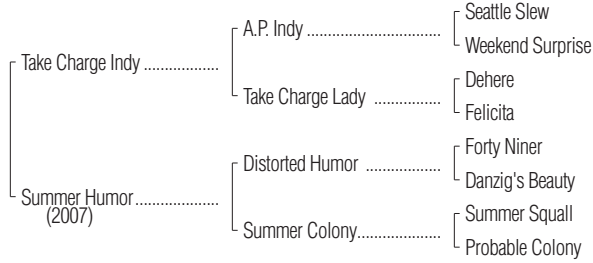 Seattle Slew
A.P. Indy ................................
Weekend Surprise
Take Charge Indy ..................
Dehere
Take Charge Lady ................
Felicita
Forty Niner
Distorted Humor ..................
Danzig's Beauty
Summer Humor....................
(2007)
Summer Squall
Summer Colony....................
Probable Colony